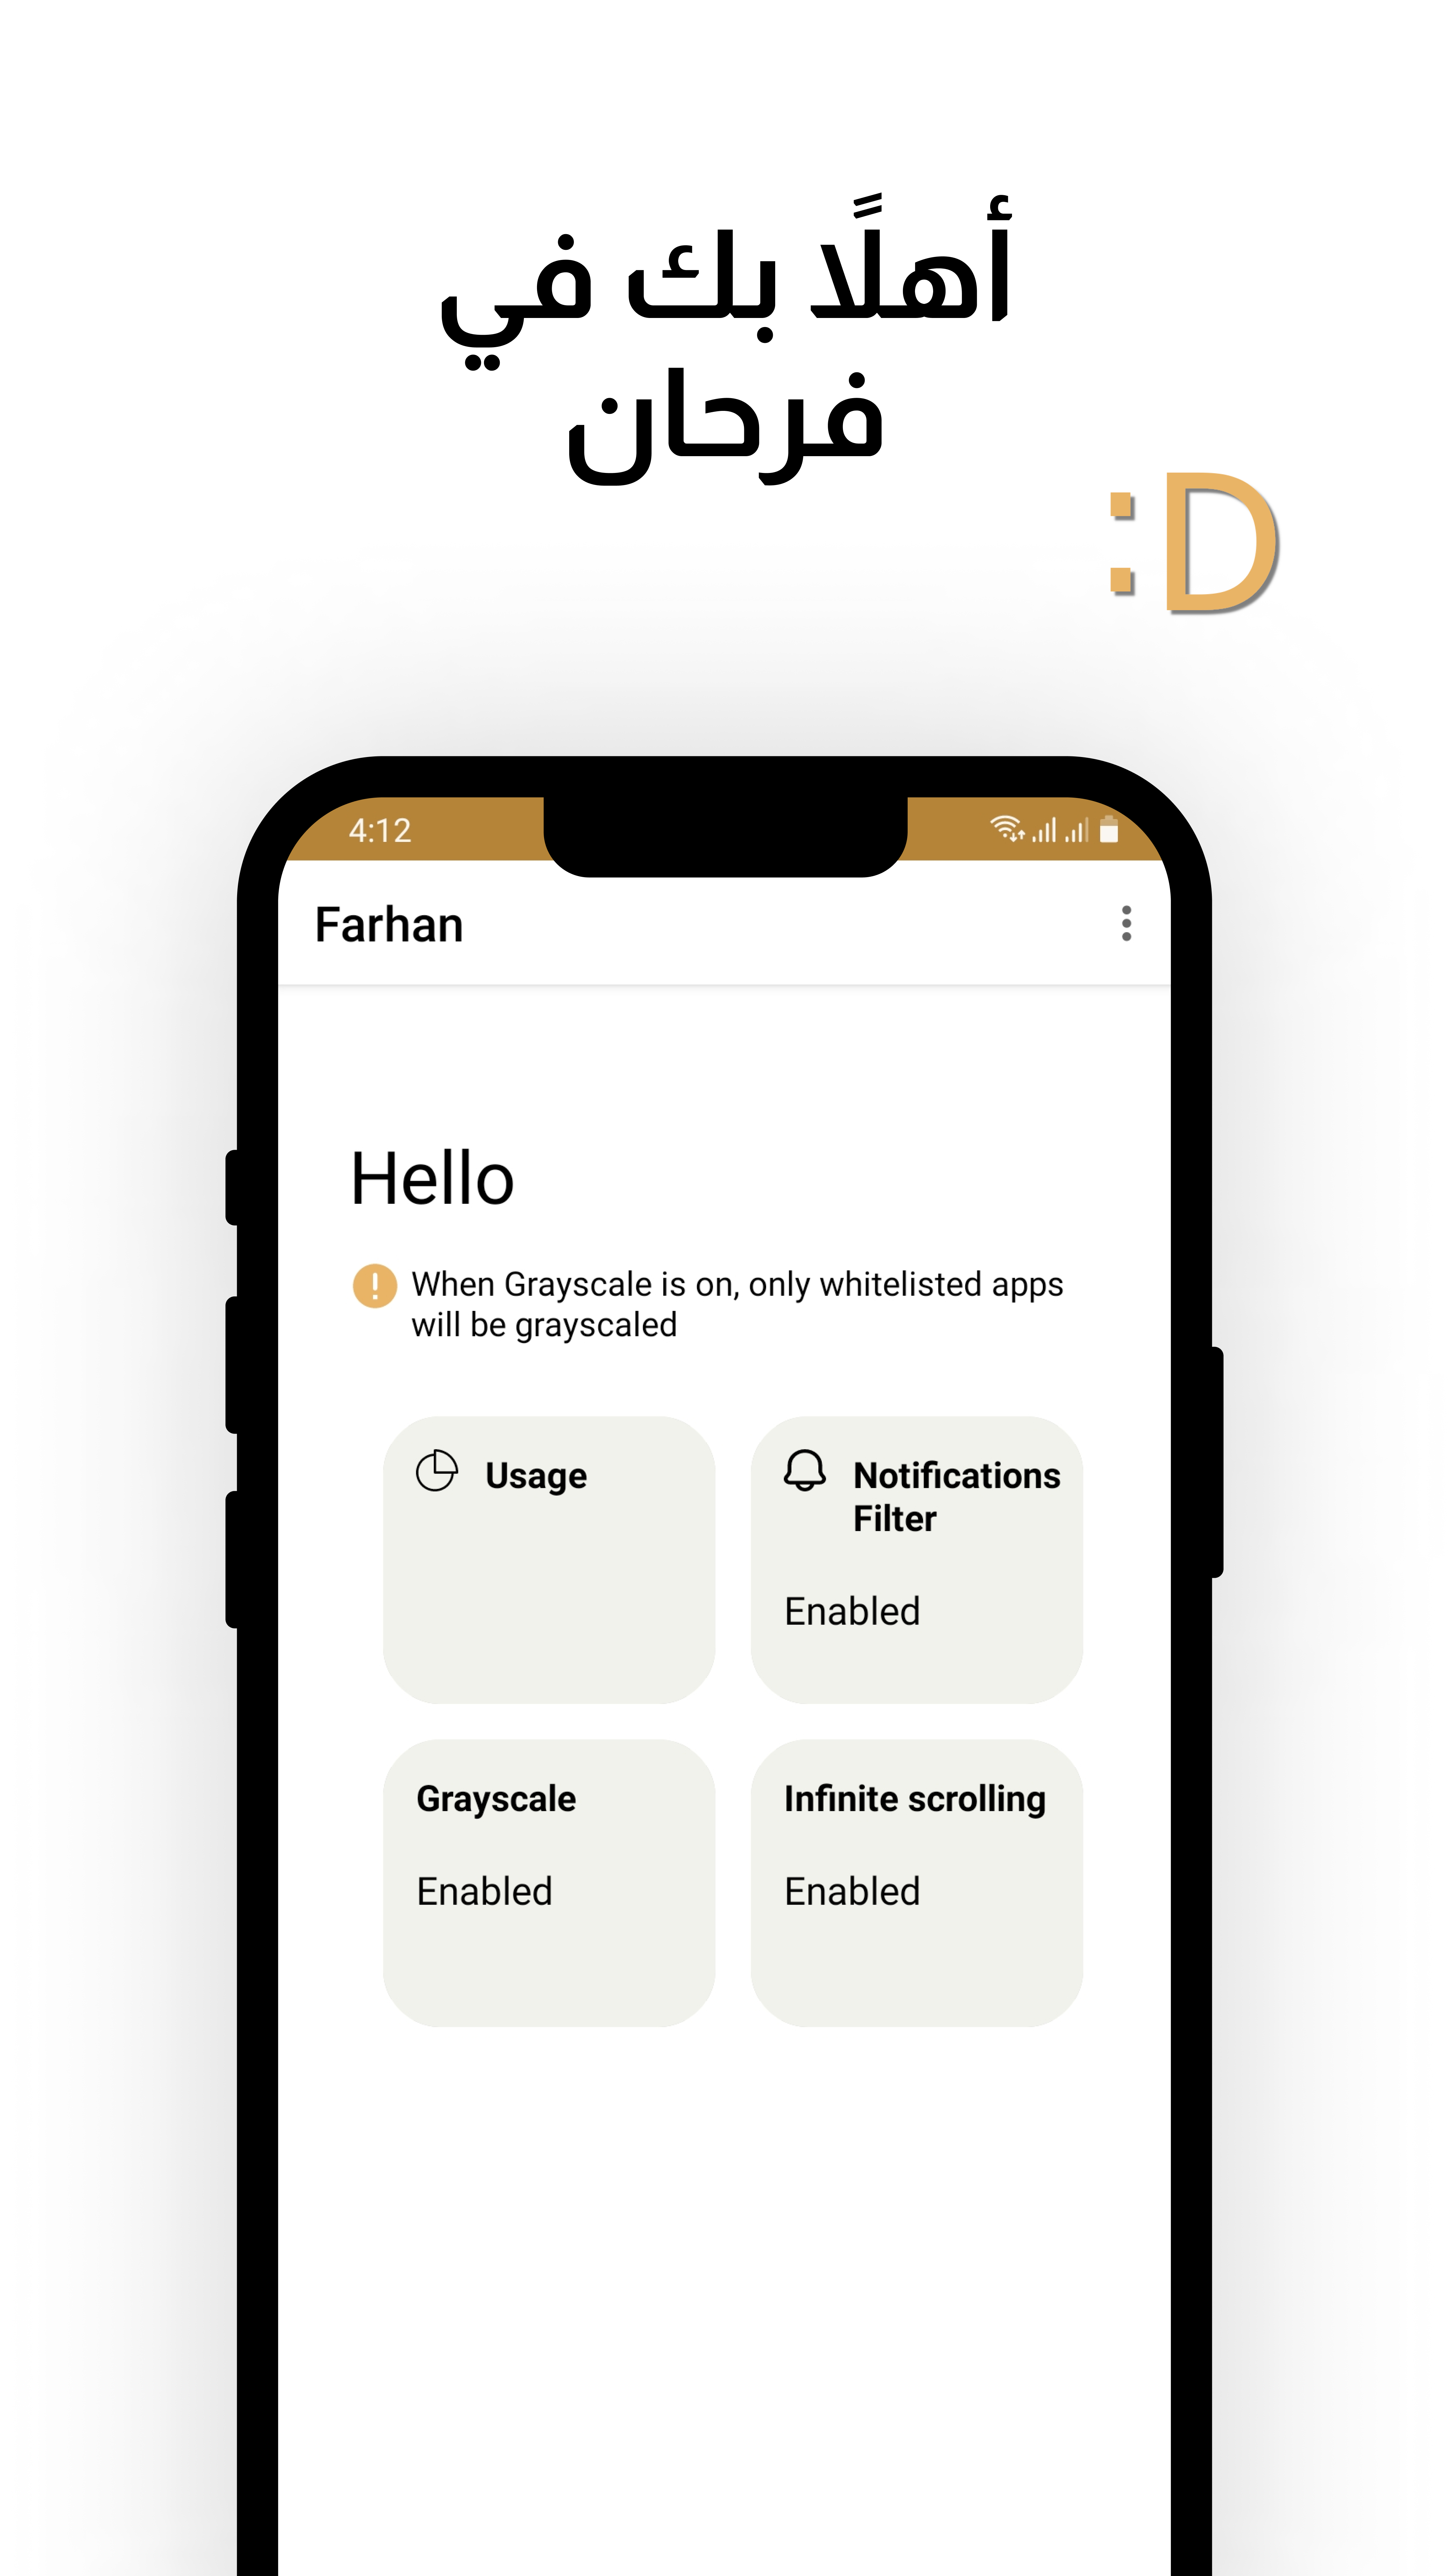 أهلًا بك في
فرحان
:D
4:12
Farhan
Hello
When Grayscale is on, only whitelisted apps
will be grayscaled
Usage
Notifications
Filter
Enabled
Grayscale
Infinite scrolling
Enabled
Enabled